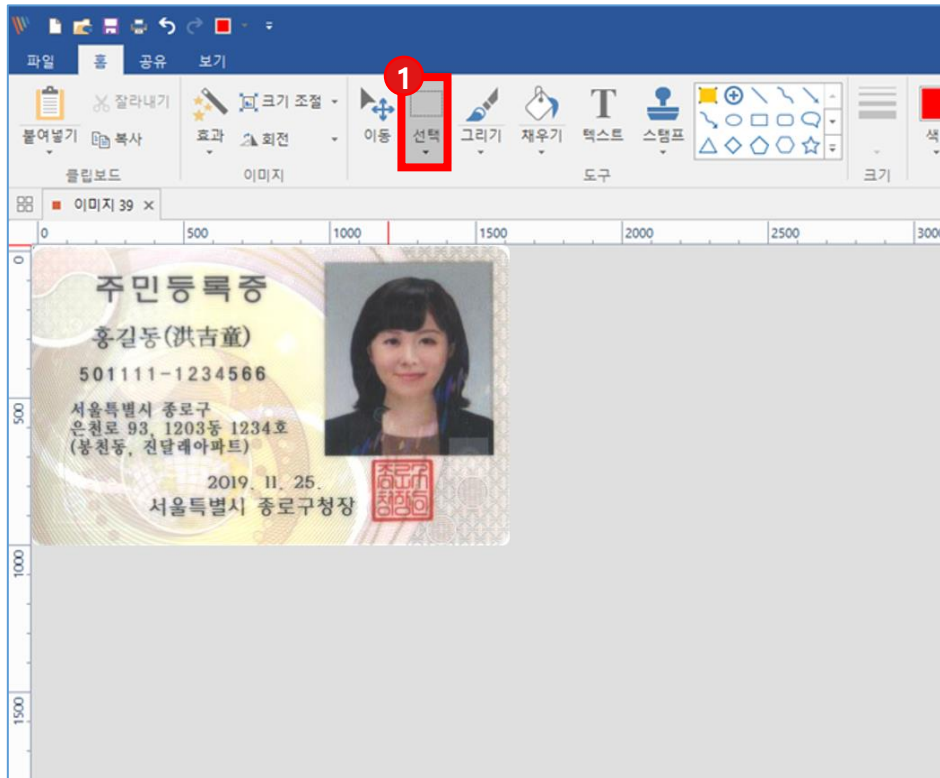 파일 홈 공유 보기
1
붙여넣기 잘라내기 복사
효과 크기 조절 회전
이동 선택 그리기 채우기 텍스트 스탬프
색
클립보드 이미지 도구 크기
이미지 39
0 500 1000 1500 2000 2500 3000
0
500
1000
1500
주민등록증
홍길동(洪吉童)
501111-1234566
서울특별시 종로구
은천로 93, 1203동 1234호
(봉천동, 진달래아파트)
2019. 11. 25.
서울특별시 종로구청장